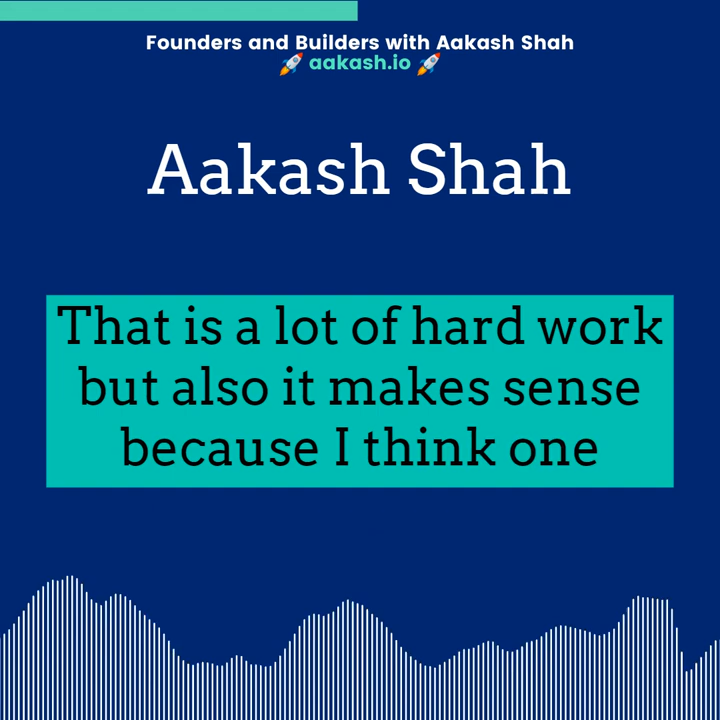 Founders and Builders with Aakash Shah
🚀 aakash.io 🚀
Aakash Shah
That is a lot of hard work
but also it makes sense
because I think one